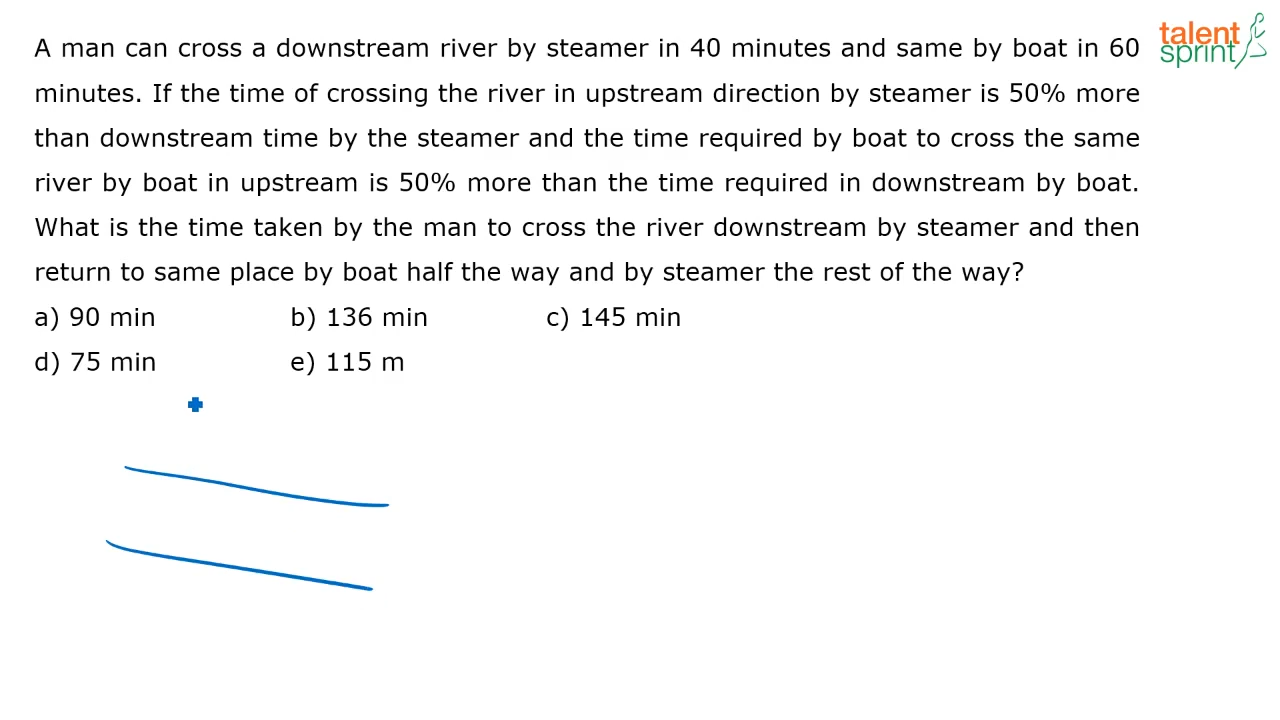 talent
sprint
A man can cross a downstream river by steamer in 40 minutes and same by boat in 60
minutes. If the time of crossing the river in upstream direction by steamer is 50% more
than downstream time by the steamer and the time required by boat to cross the same
river by boat in upstream is 50% more than the time required in downstream by boat.
What is the time taken by the man to cross the river downstream by steamer and then
return to same place by boat half the way and by steamer the rest of the way?
a) 90 min b) 136 min c) 145 min
d) 75 min e) 115 m